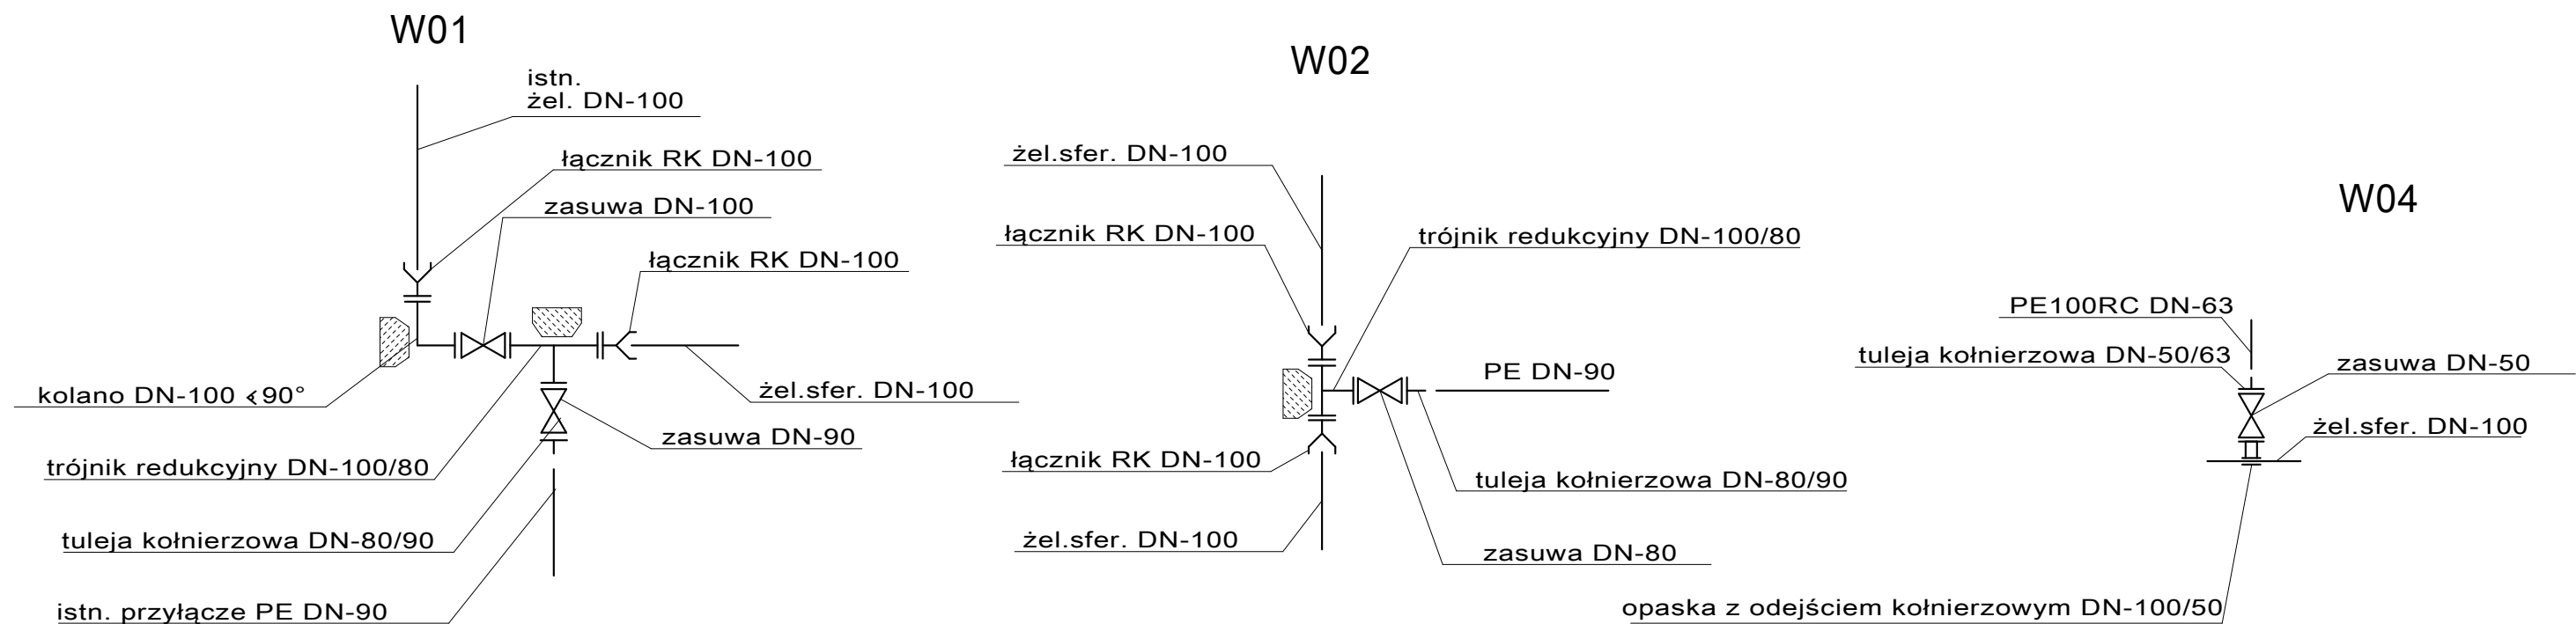 W01
istn.
żel. DN-100
łącznik RK DN-100
zasuwa DN-100
łącznik RK DN-100
kolano DN-100 ∢90°
żel.sfer. DN-100
zasuwa DN-90
trójnik redukcyjny DN-100/80
tuleja kołnierzowa DN-80/90
istn. przyłącze PE DN-90
W02
żel.sfer. DN-100
łącznik RK DN-100
trójnik redukcyjny DN-100/80
PE DN-90
łącznik RK DN-100
tuleja kołnierzowa DN-80/90
żel.sfer. DN-100
zasuwa DN-80
W04
PE100RC DN-63
tuleja kołnierzowa DN-50/63
zasuwa DN-50
żel.sfer. DN-100
opaska z odejściem kołnierzowym DN-100/50